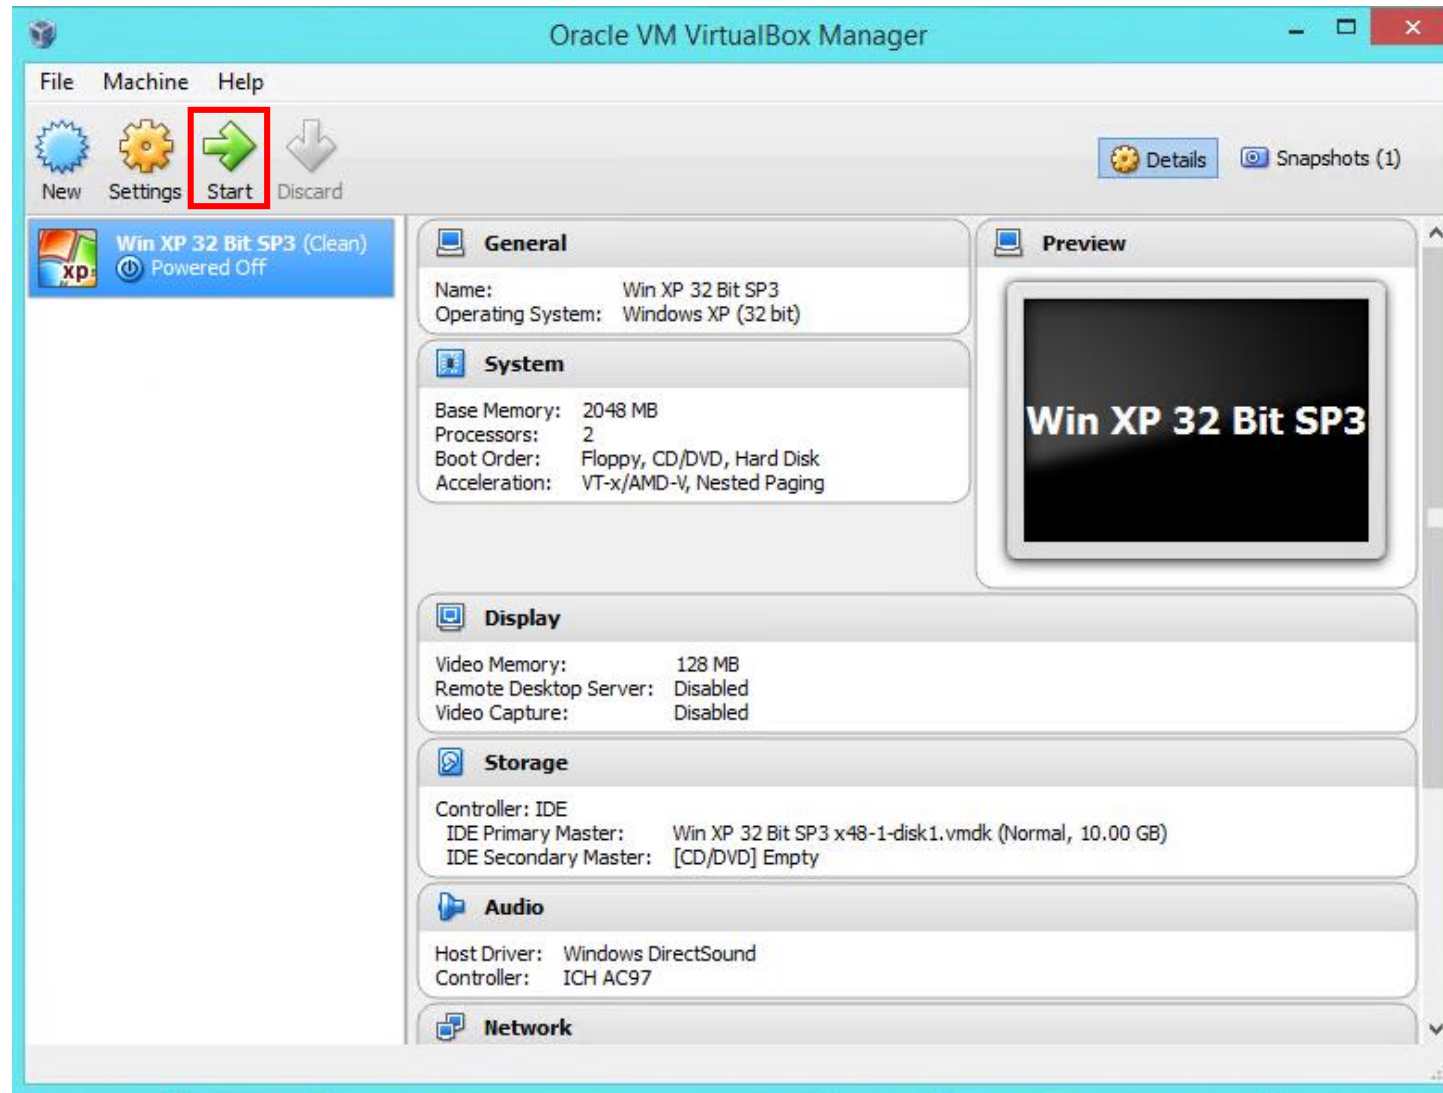 Oracle VM VirtualBox Manager
File Machine Help
New Settings Start Discard
Details Snapshots (1)
Win XP 32 Bit SP3 (Clean)
Powered Off
xp
General
Name: Win XP 32 Bit SP3
Operating System: Windows XP (32 bit)
System
Base Memory: 2048 MB
Processors: 2
Boot Order: Floppy, CD/DVD, Hard Disk
Acceleration: VT-x/AMD-V, Nested Paging
Preview
Win XP 32 Bit SP3
Display
Video Memory: 128 MB
Remote Desktop Server: Disabled
Video Capture: Disabled
Storage
Controller: IDE
IDE Primary Master: Win XP 32 Bit SP3 x48-1-disk1.vmdk (Normal, 10.00 GB)
IDE Secondary Master: [CD/DVD] Empty
Audio
Host Driver: Windows DirectSound
Controller: ICH AC97
Network